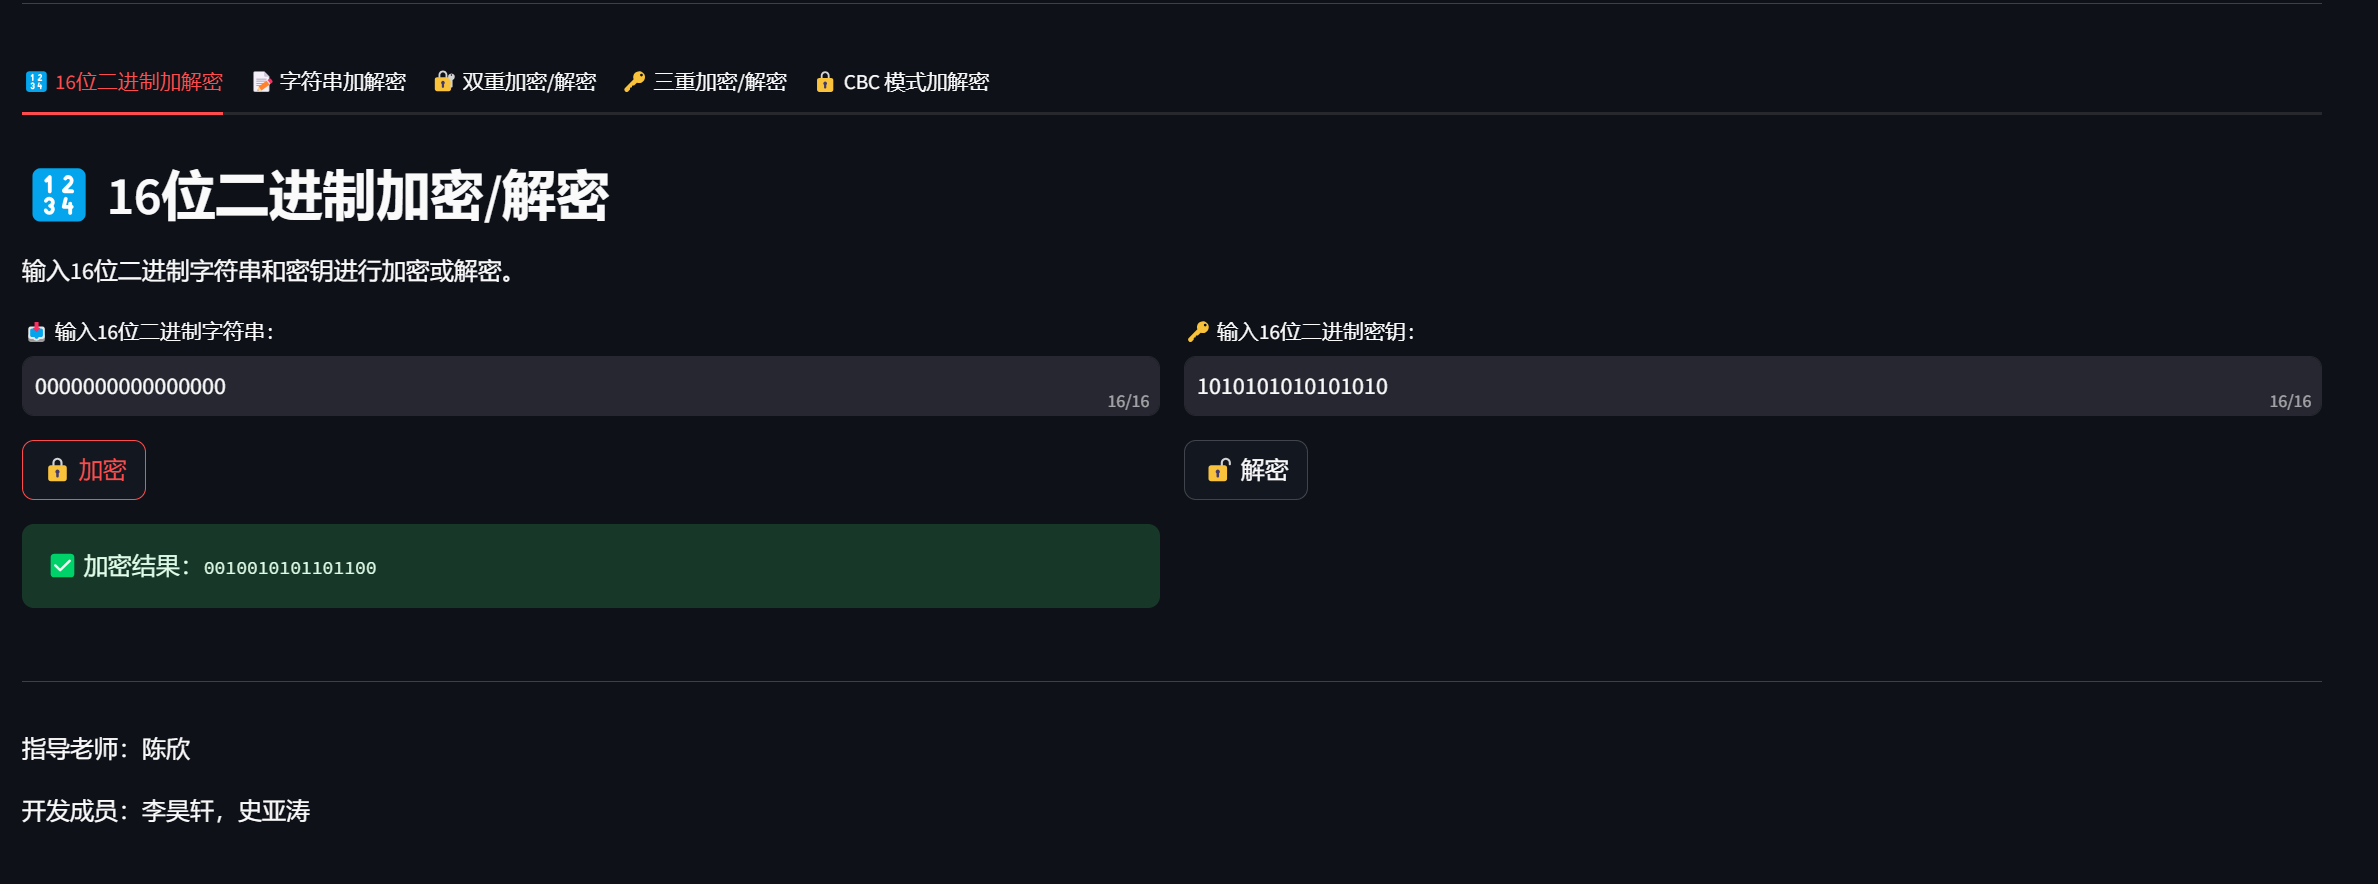 16位二进制加解密 字符串加解密 双重加密/解密 三重加密/解密 CBC 模式加解密
16位二进制加密/解密
输入16位二进制字符串和密钥进行加密或解密。
输入16位二进制字符串： 输入16位二进制密钥：
0000000000000000 16/16 1010101010101010 16/16
加密 解密
加密结果：0010010101101100
指导老师：陈欣
开发成员：李昊轩，史亚涛